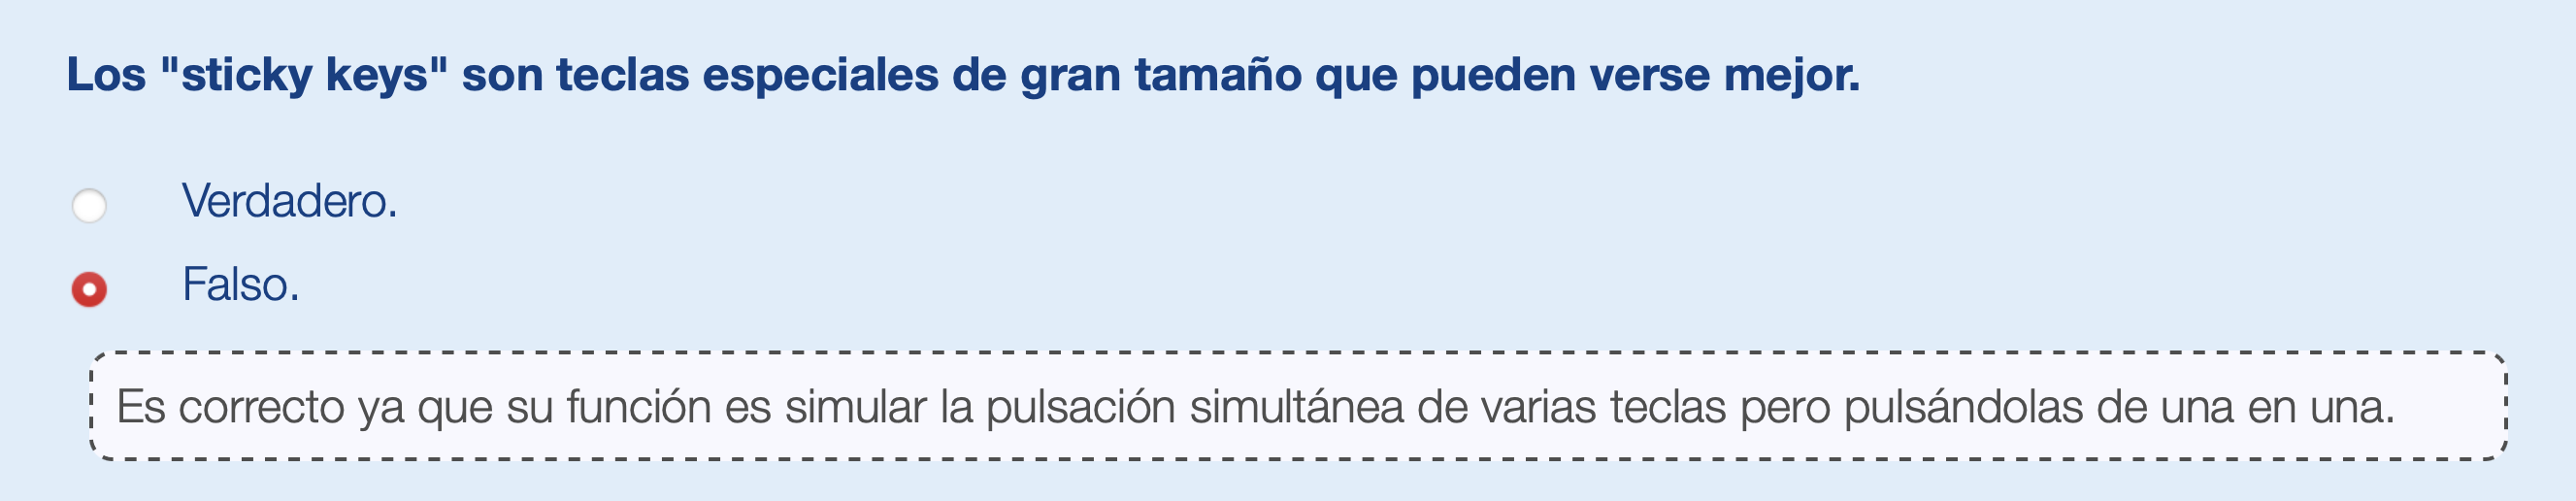 Los "sticky keys" son teclas especiales de gran tamaño que pueden verse mejor.
Verdadero.
Falso.
Es correcto ya que su función es simular la pulsación simultánea de varias teclas pero pulsándolas de una en una.